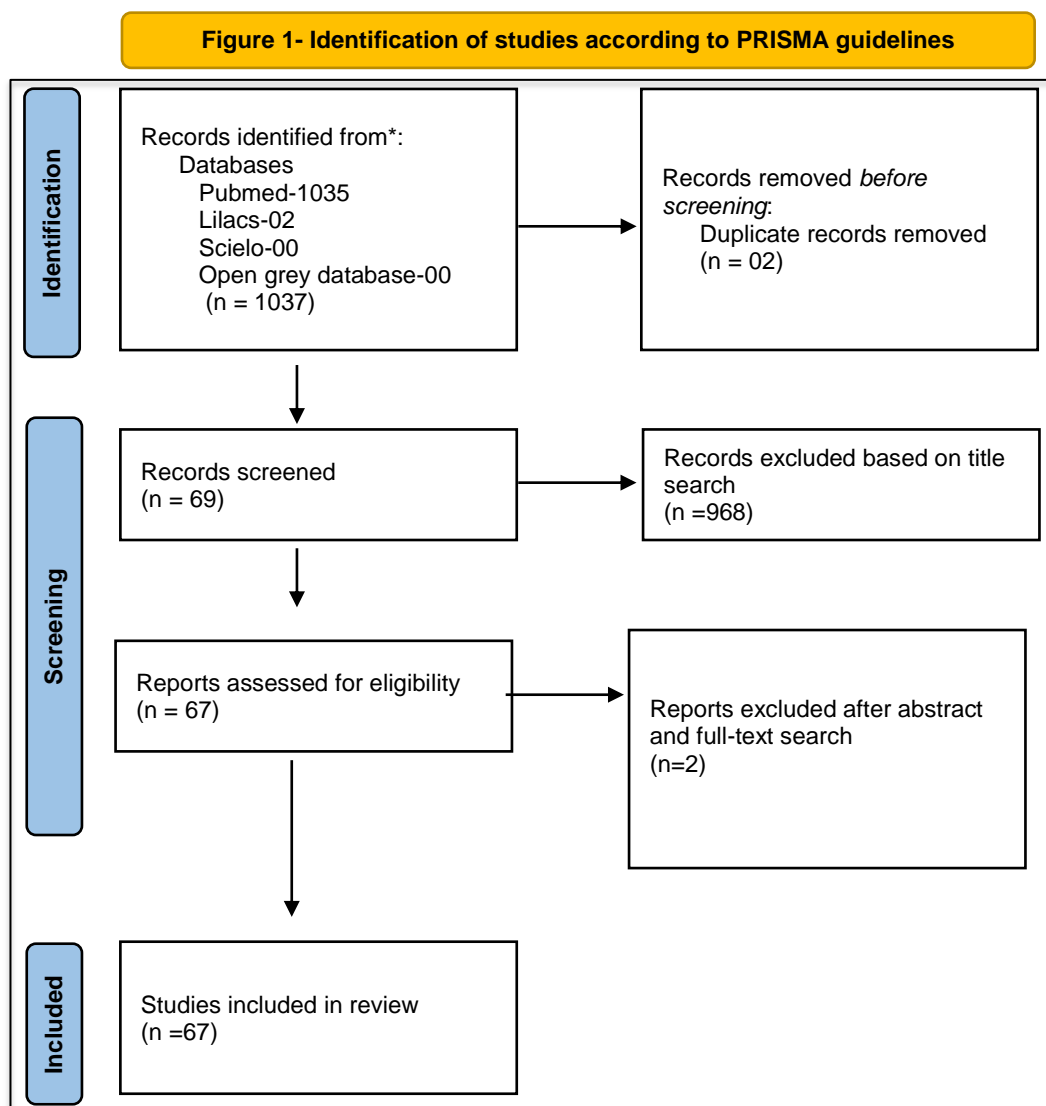 Figure 1- Identification of studies according to PRISMA guidelines
Identification
Records identified from*:
Databases
Pubmed-1035
Lilacs-02
Scielo-00
Open grey database-00
(n = 1037)
Records removed before
screening:
Duplicate records removed
(n = 02)
Screening
Records screened
(n = 69)
Records excluded based on title
search
(n =968)
Reports assessed for eligibility
(n = 67)
Reports excluded after abstract
and full-text search
(n=2)
Included
Studies included in review
(n =67)